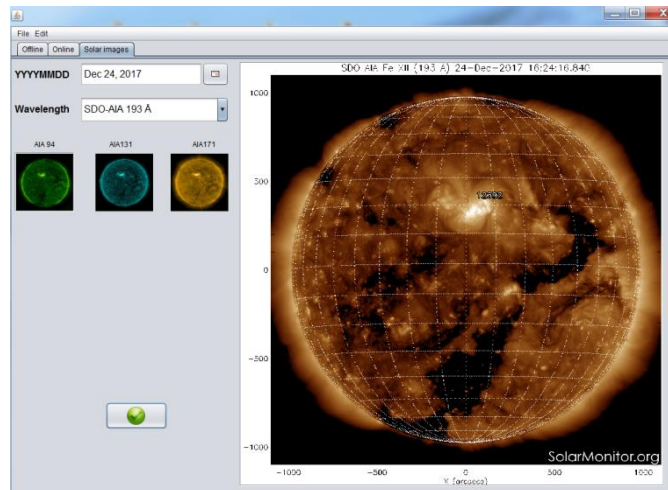 File Edit
Offline Online Solar images
YYYYMMDD Dec 24, 2017
Wavelength SDO-AIA 193 Å
AIA 94 AIA131 AIA171
SDO AIA Fe XII (193 Å) 24-Dec-2017 16:24:16.840
1000
500
0
-500
-1000
-1000 -500 0 500 1000
X (arcsecs)
SolarMonitor.org